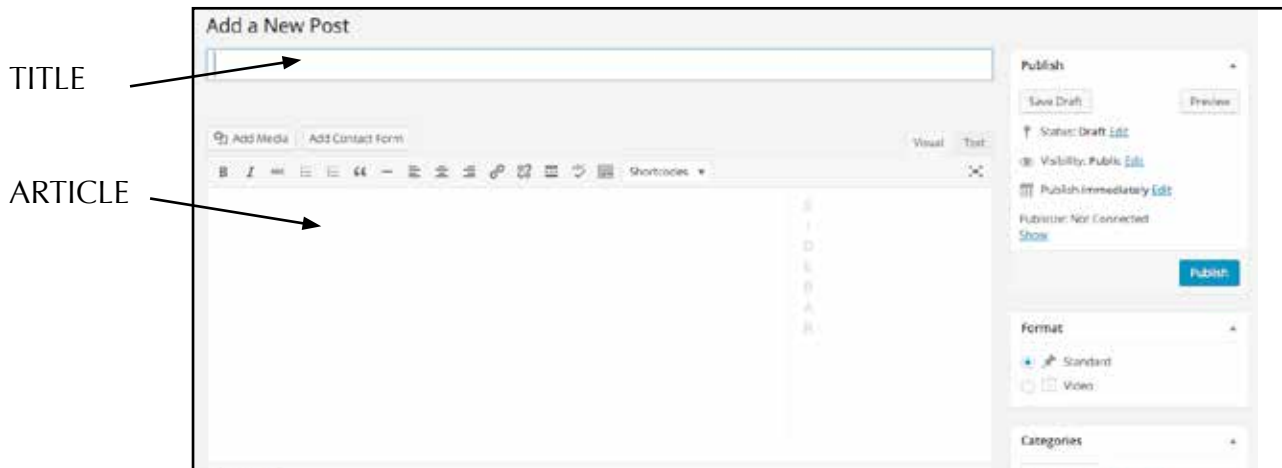 Add a New Post
TITLE
Publish
Save Draft
Preview
Add Media
Add Contact Form
Visual
Text
Status: Draft Edit
Visibility: Public Edit
B I ABC
Shortcodes
ARTICLE
Publish immediately Edit
Publicize: Not Connected
Show
S
I
D
E
B
A
R
Publish
Format
Standard
Video
Categories